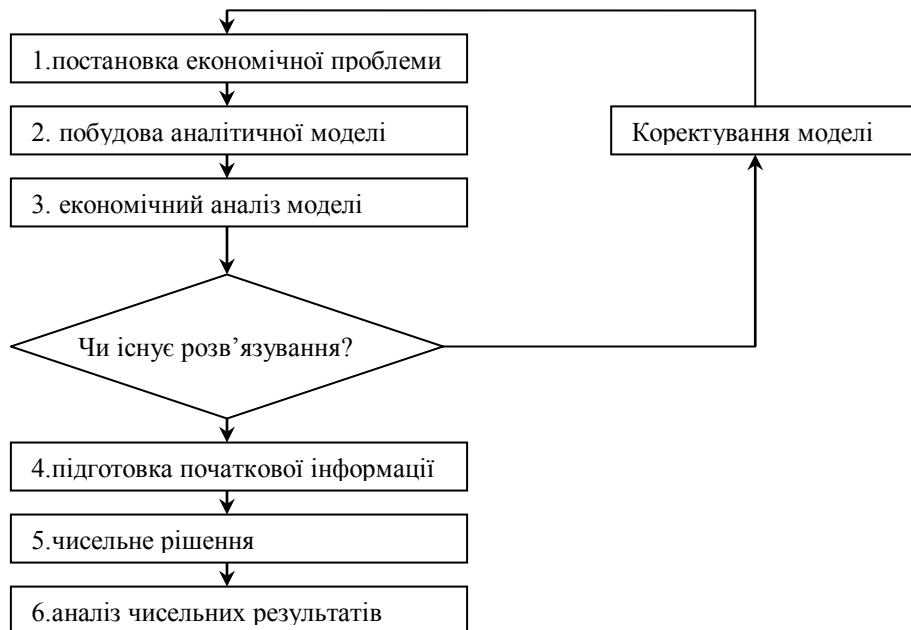 1.постановка економічної проблеми
2. побудова аналітичної моделі
Коректування моделі
3. економічний аналіз моделі
Чи існує розв’язування?
4.підготовка початкової інформації
5.чисельне рішення
6.аналіз чисельних результатів